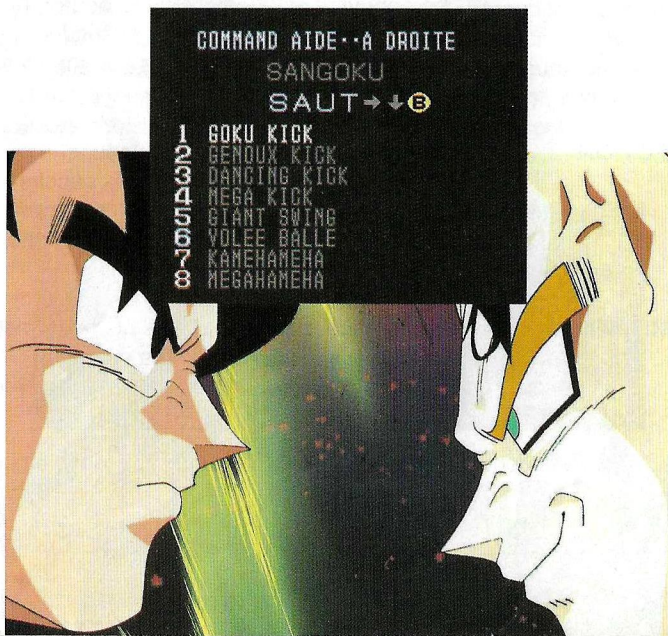 COMMAND AIDE··A DROITE
SANGOKU
SAUT→↓B
1 GOKU KICK
2 GENOUX KICK
3 DANCING KICK
4 MEGA KICK
5 GIANT SWING
6 VOLEE BALLE
7 KAMEHAMEHA
8 MEGAHAMEHA